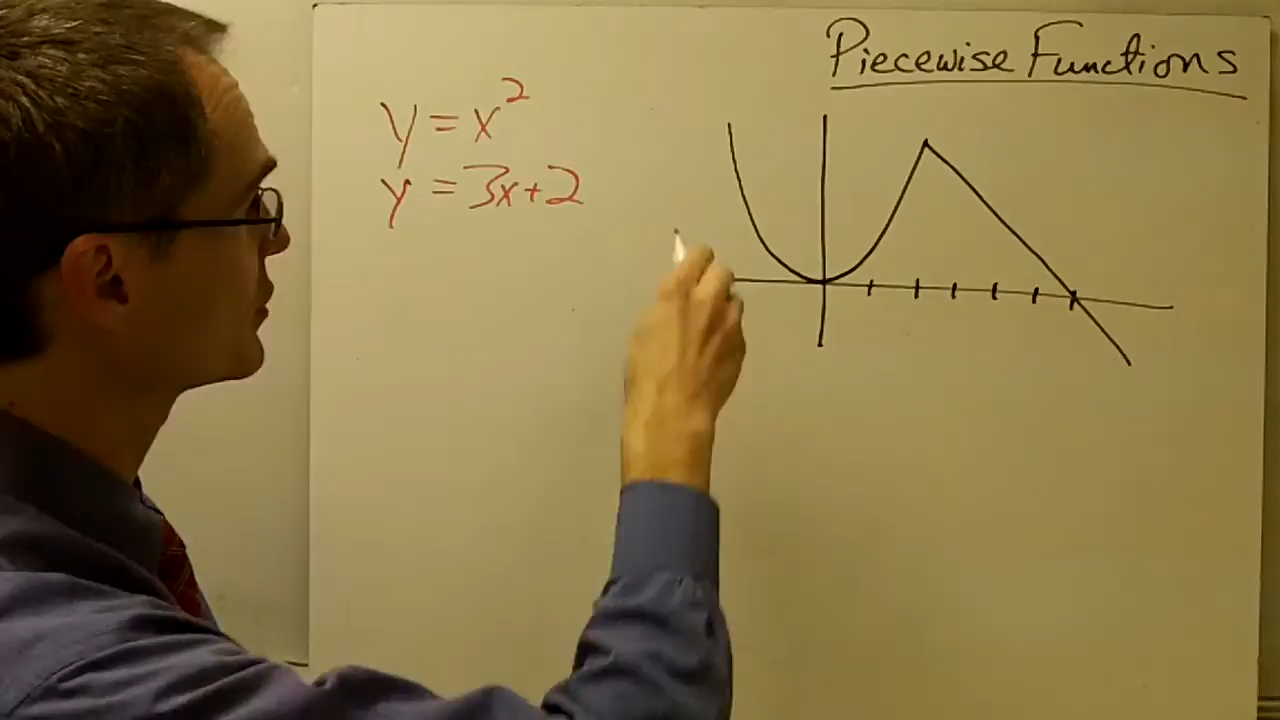 Piecewise Functions
y = x²
y = 3x+2